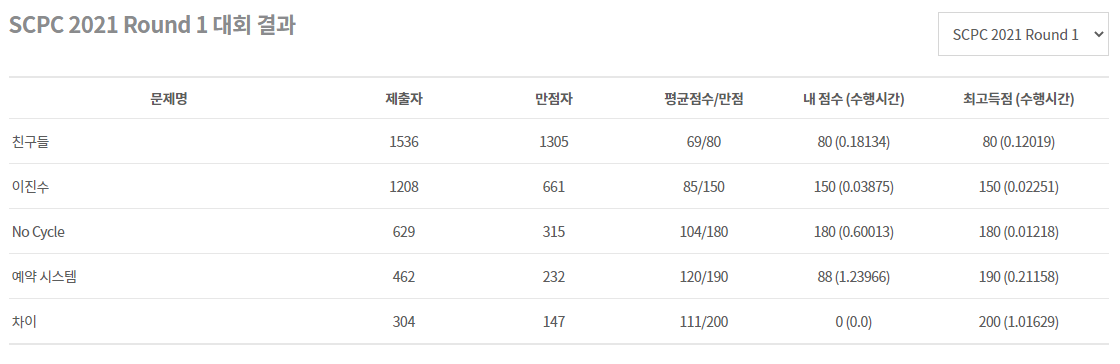 SCPC 2021 Round 1 대회 결과
SCPC 2021 Round 1
문제명 제출자 만점자 평균점수/만점 내 점수 (수행시간) 최고득점 (수행시간)
친구들 1536 1305 69/80 80 (0.18134) 80 (0.12019)
이진수 1208 661 85/150 150 (0.03875) 150 (0.02251)
No Cycle 629 315 104/180 180 (0.60013) 180 (0.01218)
예약 시스템 462 232 120/190 88 (1.23966) 190 (0.21158)
차이 304 147 111/200 0 (0.0) 200 (1.01629)